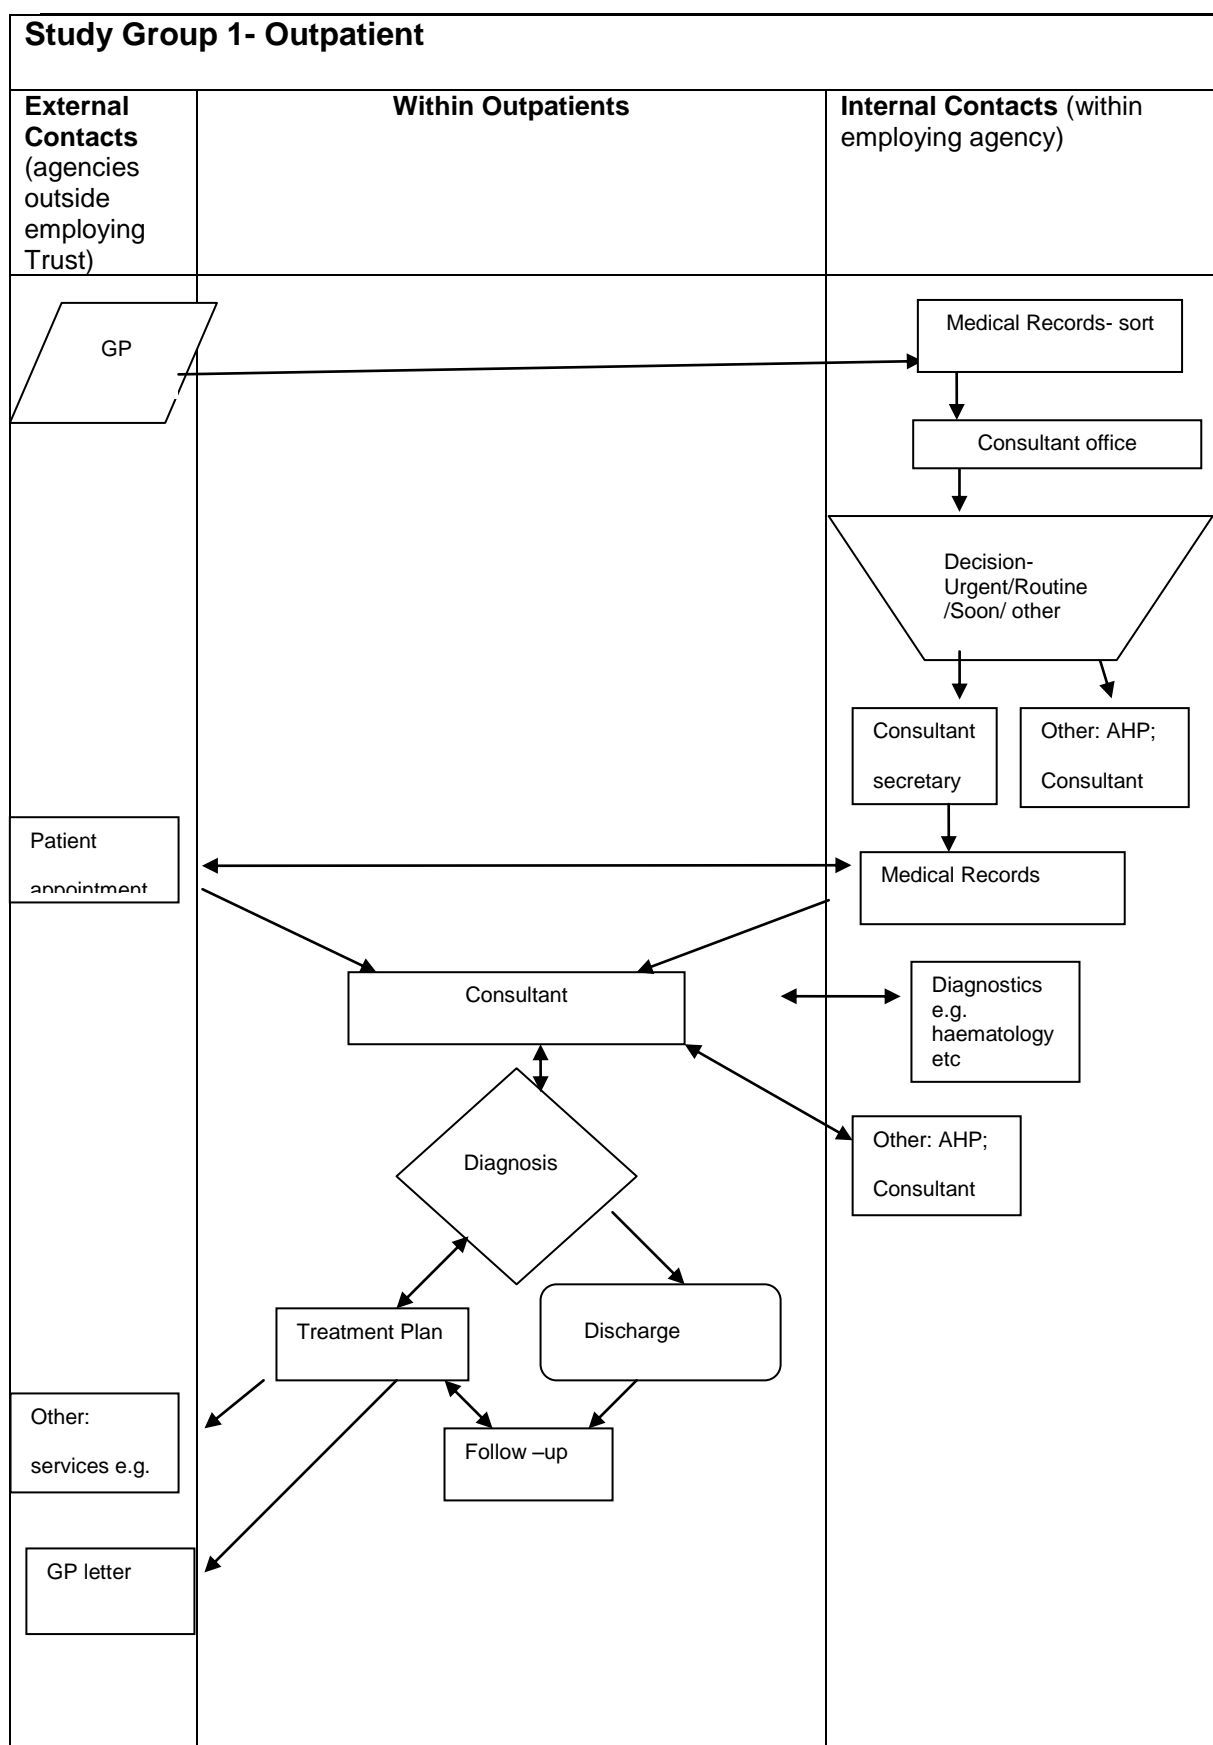 Study Group 1- Outpatient
External
Contacts
(agencies
outside
employing
Trust)
Within Outpatients
Internal Contacts (within
employing agency)
GP
Medical Records- sort
Consultant office
Decision-
Urgent/Routine
/Soon/ other
Consultant
secretary
Other: AHP;
Consultant
Patient
appointment
Medical Records
Consultant
Diagnostics
e.g.
haematology
etc
Other: AHP;
Consultant
Diagnosis
Treatment Plan
Discharge
Other:
services e.g.
Follow –up
GP letter